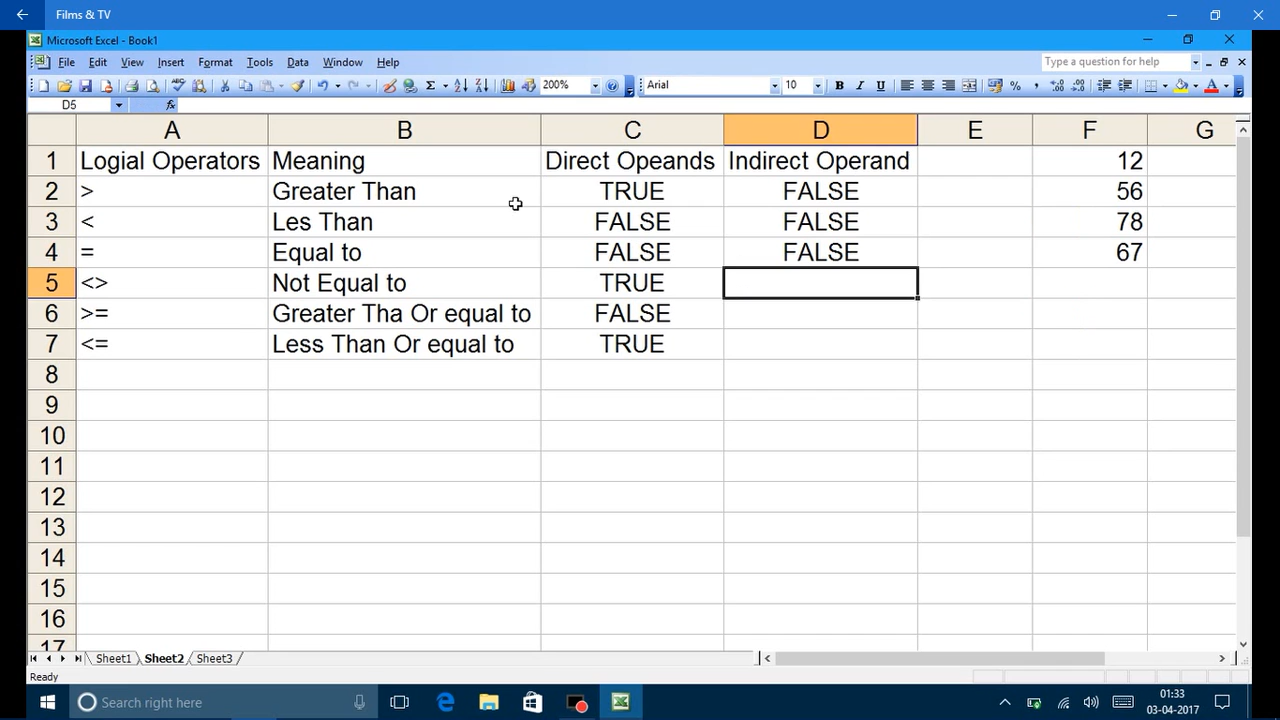 Films & TV
Microsoft Excel - Book1
File Edit View Insert Format Tools Data Window Help Type a question for help
200% Arial 10 B I U
D5 fx
A B C D E F G
1 Logial Operators Meaning Direct Opeands Indirect Operand 12
2 > Greater Than TRUE FALSE 56
3 < Les Than FALSE FALSE 78
4 = Equal to FALSE FALSE 67
5 <> Not Equal to TRUE
6 >= Greater Tha Or equal to FALSE
7 <= Less Than Or equal to TRUE
8
9
10
11
12
13
14
15
16
17
Sheet1 Sheet2 Sheet3
Ready
Search right here 01:33
03-04-2017